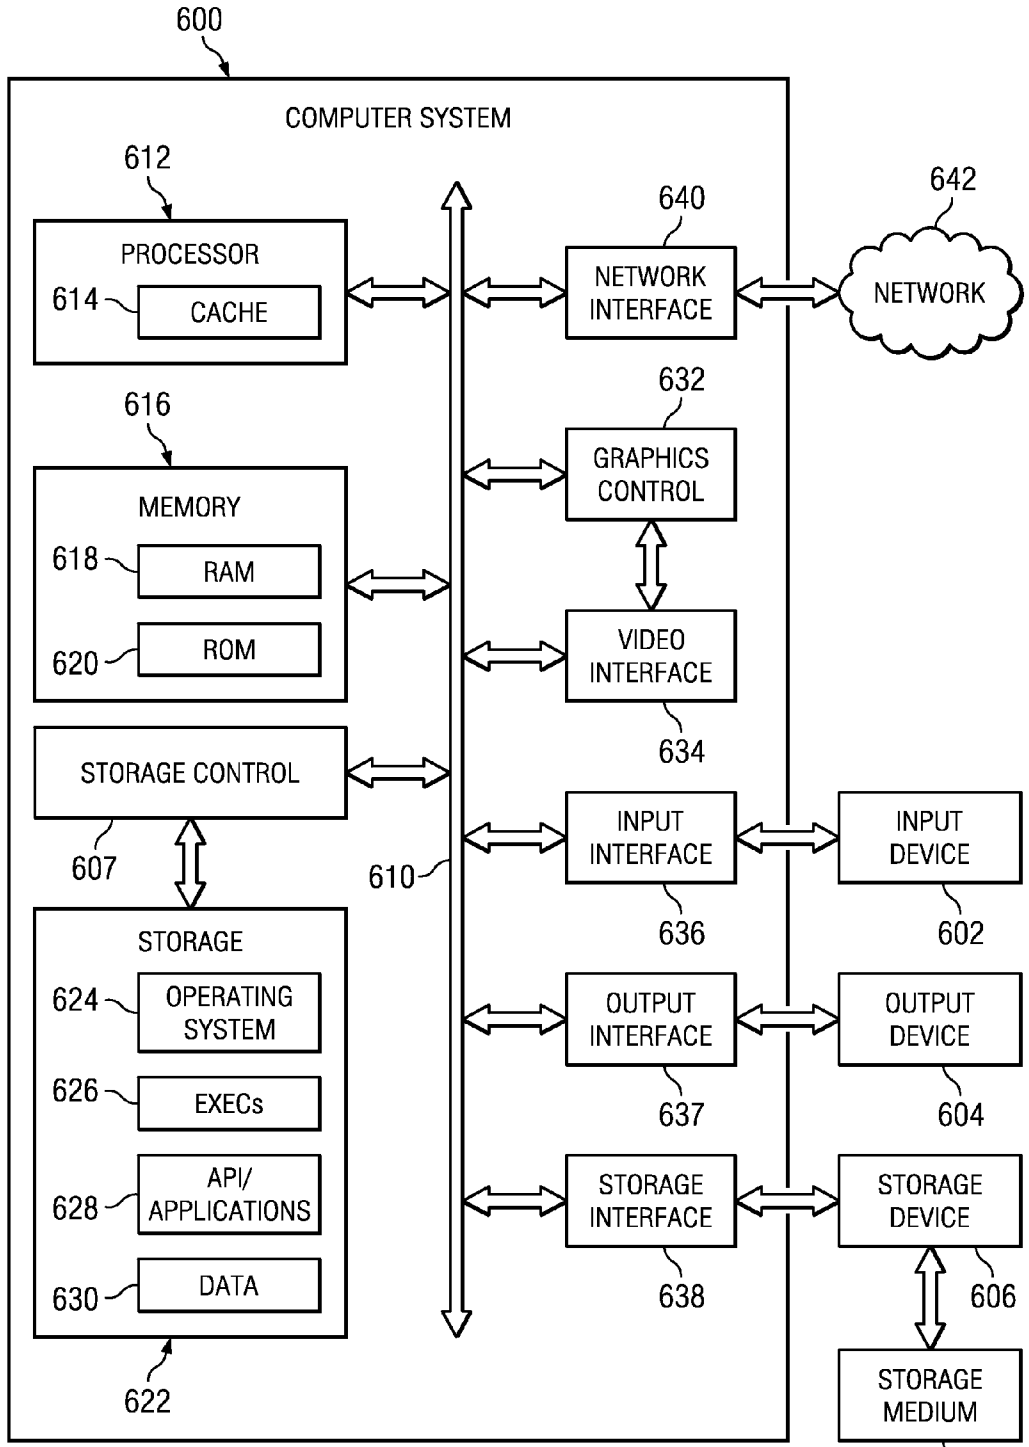 600
COMPUTER SYSTEM
612
PROCESSOR
614
CACHE
616
MEMORY
618
RAM
620
ROM
STORAGE CONTROL
607
STORAGE
624
OPERATING
SYSTEM
626
EXECs
628
API/
APPLICATIONS
630
DATA
622
610
640
NETWORK
INTERFACE
642
NETWORK
632
GRAPHICS
CONTROL
VIDEO
INTERFACE
634
INPUT
INTERFACE
636
INPUT
DEVICE
602
OUTPUT
INTERFACE
637
OUTPUT
DEVICE
604
STORAGE
INTERFACE
638
STORAGE
DEVICE
606
STORAGE
MEDIUM